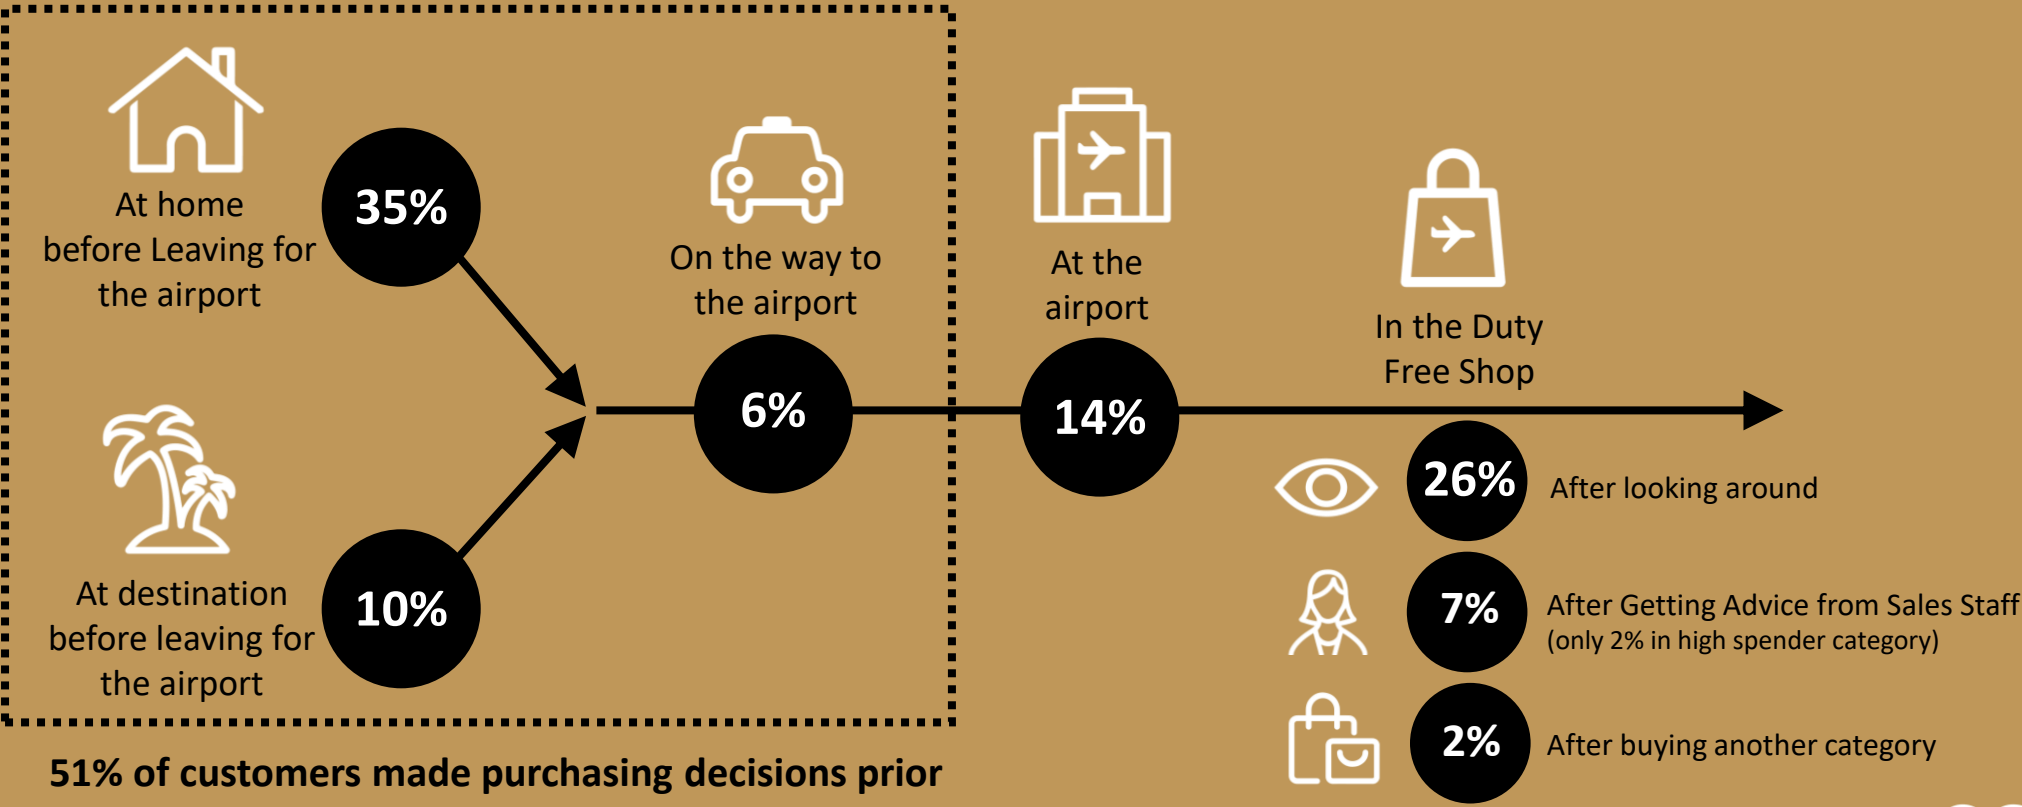 At home
before Leaving for
the airport
35%
At destination
before leaving for
the airport
10%
On the way to
the airport
6%
51% of customers made purchasing decisions prior
At the
airport
14%
In the Duty
Free Shop
26%
After looking around
7%
After Getting Advice from Sales Staff
(only 2% in high spender category)
2%
After buying another category